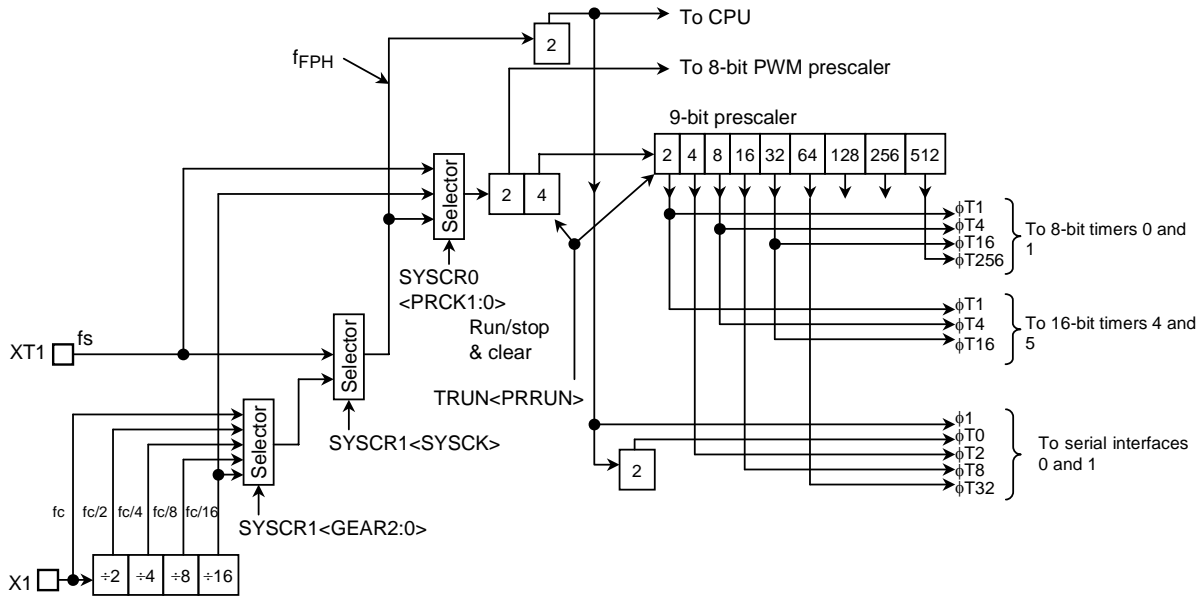 To CPU
2
fFPH
To 8-bit PWM prescaler
9-bit prescaler
2 4 8 16 32 64 128 256 512
Selector
2 4
ϕT1
ϕT4
ϕT16
ϕT256
To 8-bit timers 0 and
1
SYSCR0
<PRCK1:0>
Run/stop
& clear
ϕT1
ϕT4
ϕT16
To 16-bit timers 4 and
5
XT1
fs
Selector
TRUN<PRRUN>
SYSCR1<SYSCK>
Selector
ϕ1
ϕT0
ϕT2
ϕT8
ϕT32
To serial interfaces
0 and 1
2
fc fc/2 fc/4 fc/8 fc/16
SYSCR1<GEAR2:0>
X1
÷2 ÷4 ÷8 ÷16